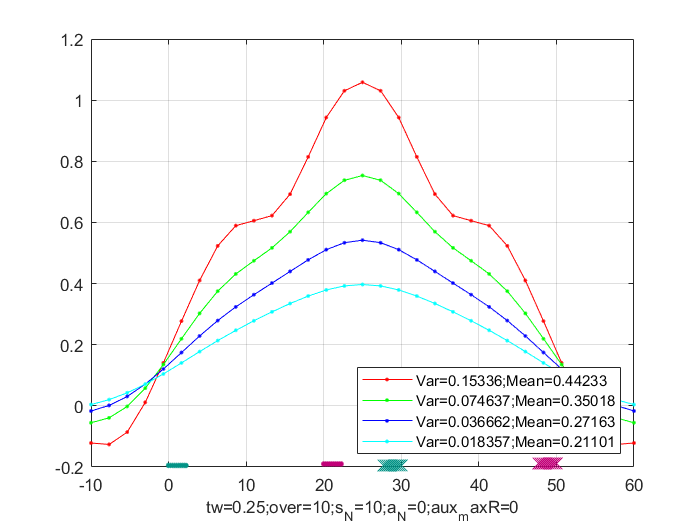 1.2
1
0.8
0.6
0.4
0.2
0
-0.2
Var=0.15336;Mean=0.44233
Var=0.074637;Mean=0.35018
Var=0.036662;Mean=0.27163
Var=0.018357;Mean=0.21101
-10 0 10 20 30 40 50 60
tw=0.25;over=10;s_N=10;a_N=0;aux_maxR=0